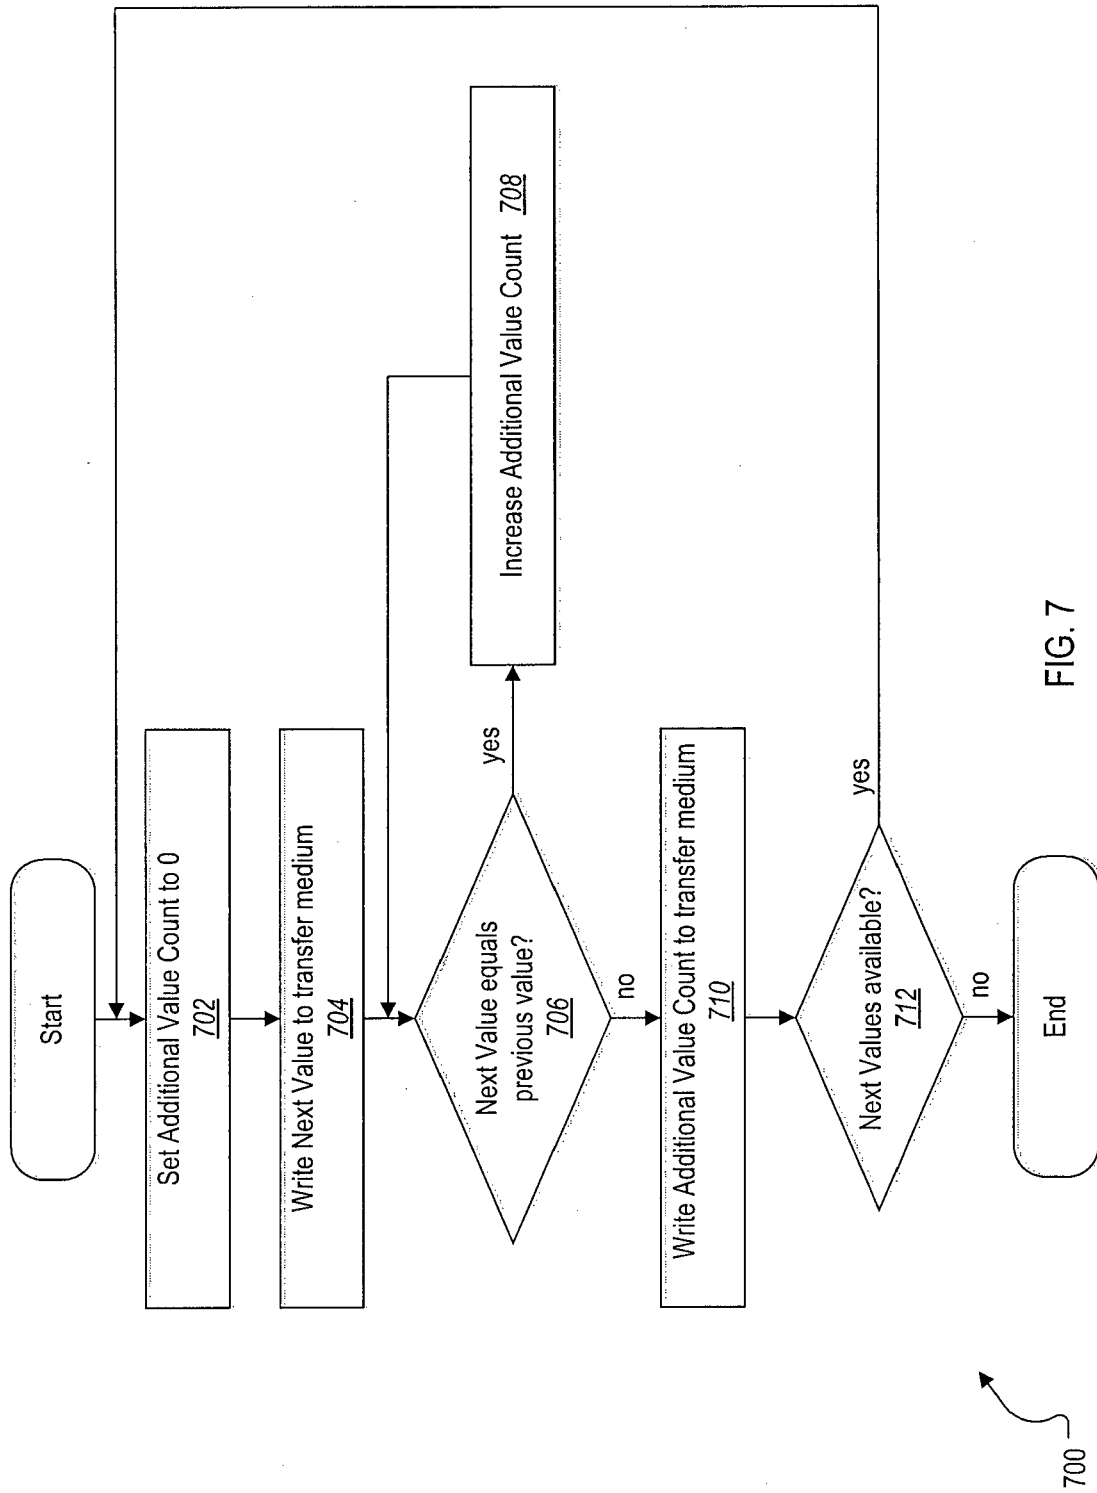 Start
Set Additional Value Count to 0
702
Write Next Value to transfer medium
704
Next Value equals
previous value?
706
yes
Increase Additional Value Count 708
no
Write Additional Value Count to transfer medium
710
Next Values available?
712
yes
no
End
700
FIG. 7